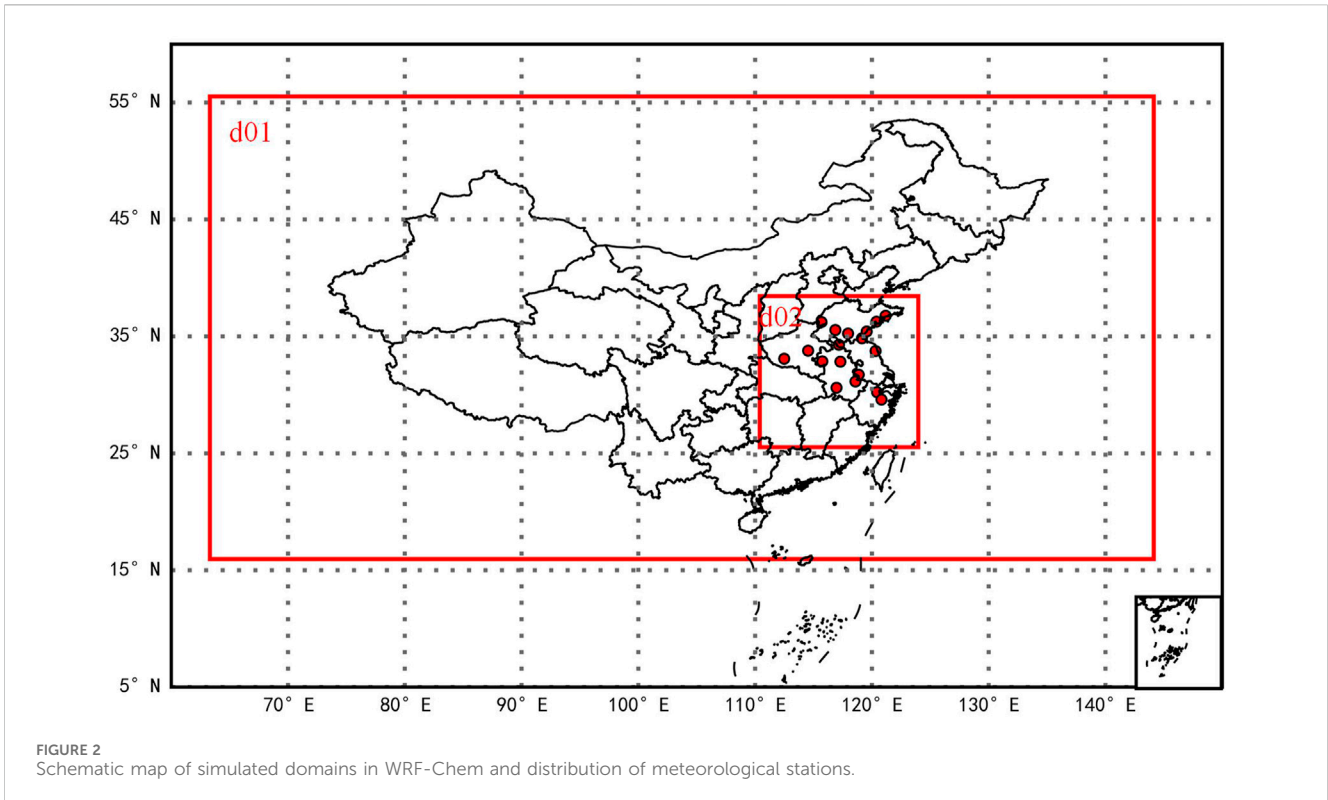 55° N
d01
45° N
35° N
d02
25° N
15° N
5° N
70° E 80° E 90° E 100° E 110° E 120° E 130° E 140° E
FIGURE 2
Schematic map of simulated domains in WRF-Chem and distribution of meteorological stations.